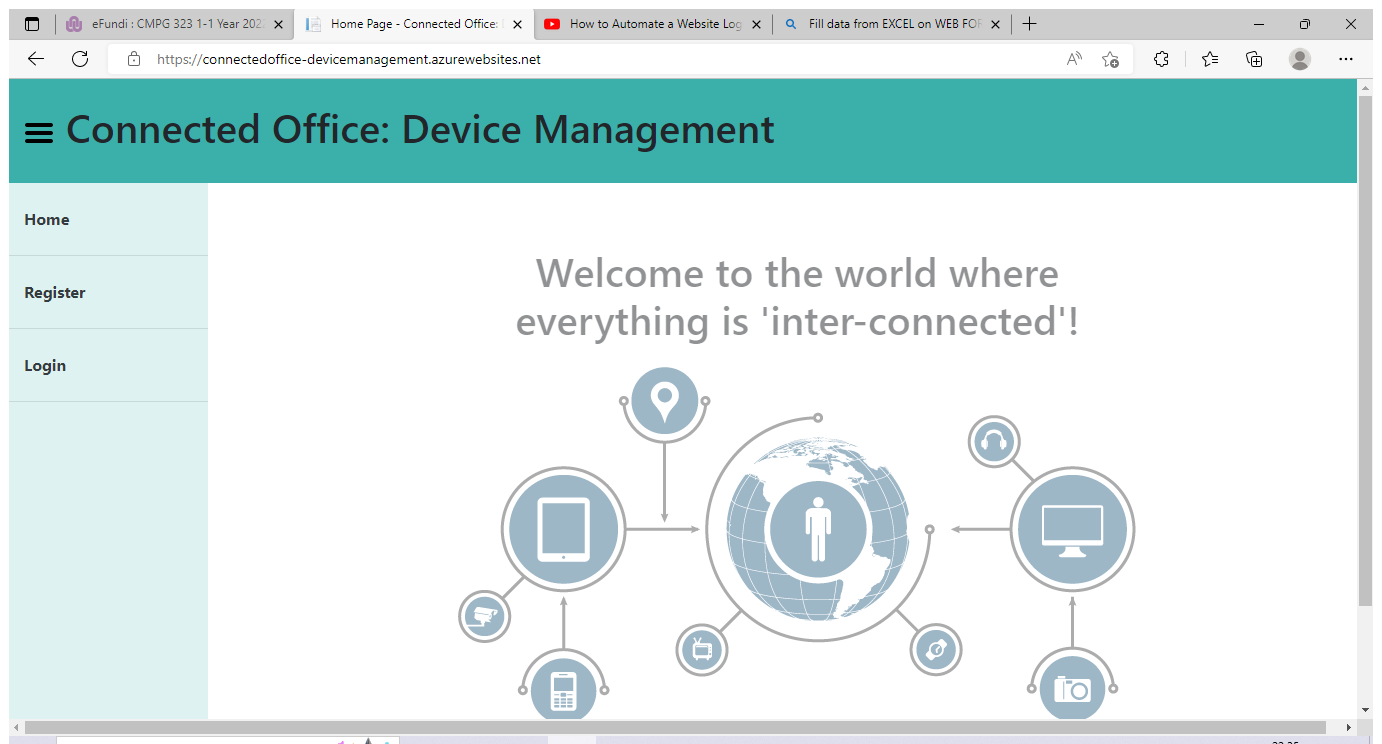 eFundi : CMPG 323 1-1 Year 202
Home Page - Connected Office:
How to Automate a Website Log
Fill data from EXCEL on WEB FOR
https://connectedoffice-devicemanagement.azurewebsites.net
Connected Office: Device Management
Home
Register
Login
Welcome to the world where
everything is 'inter-connected'!